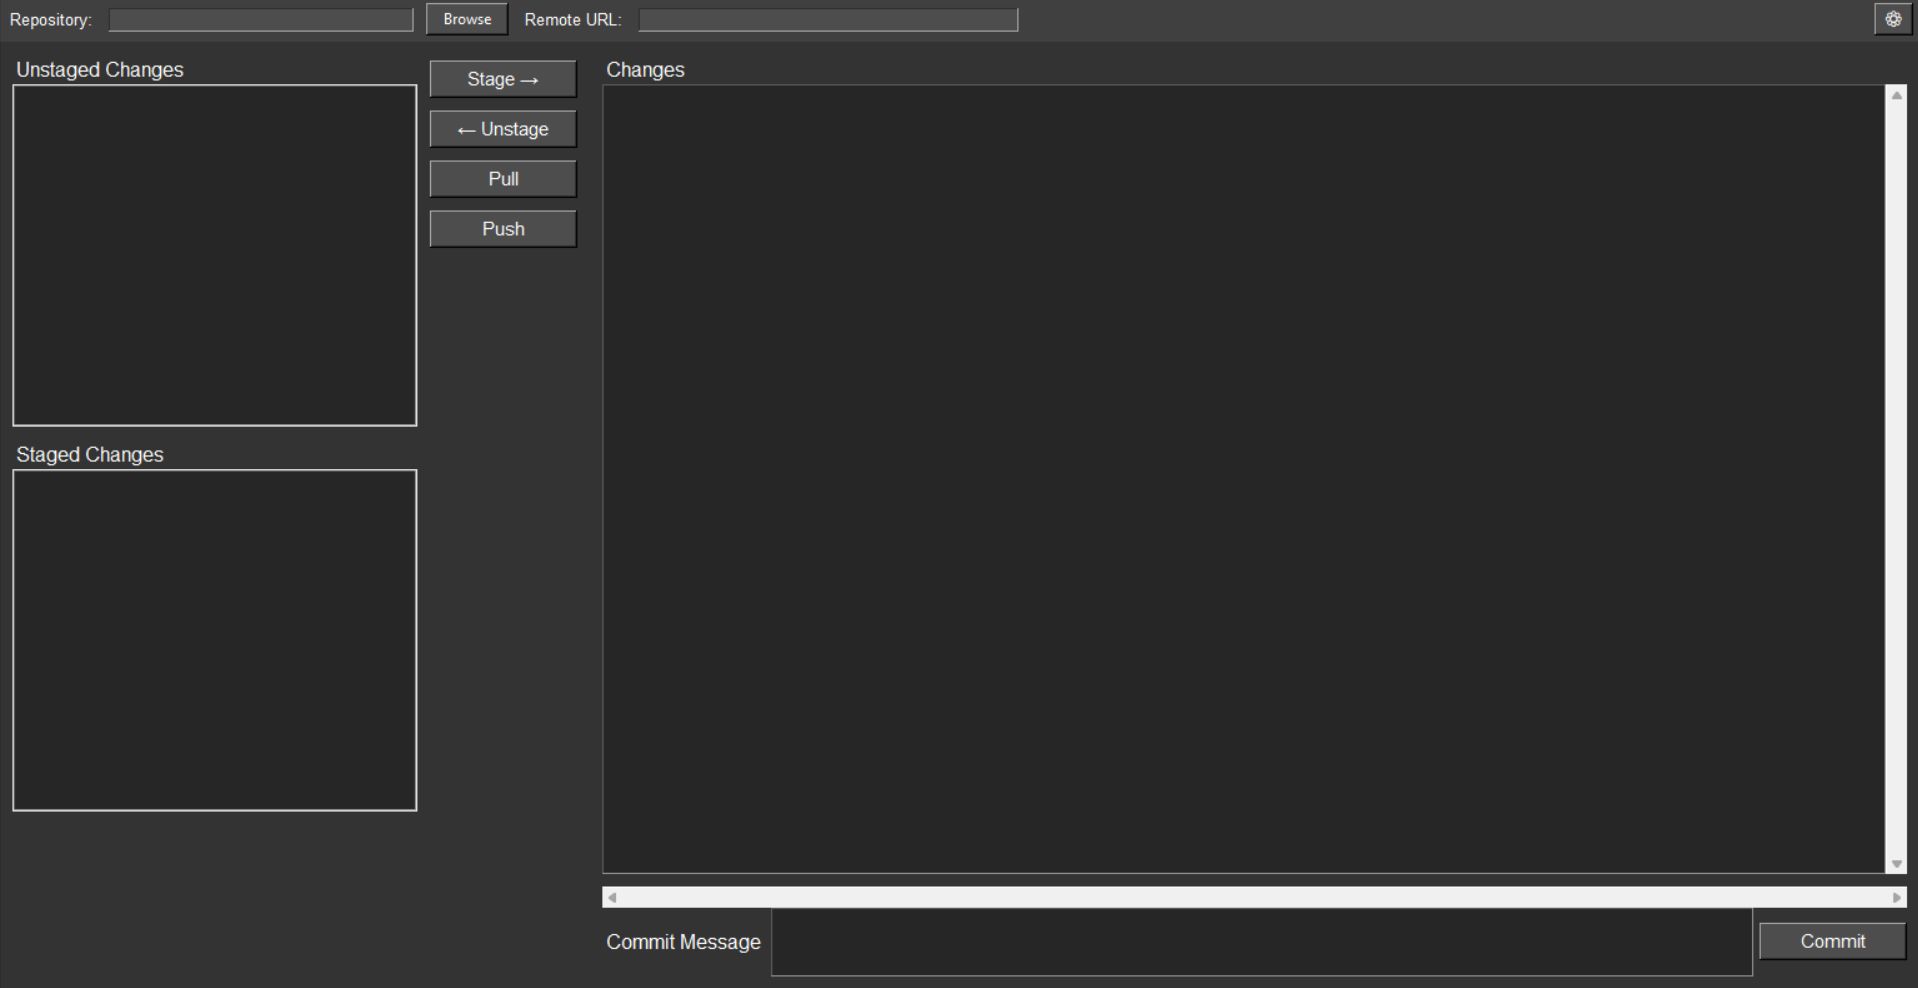 Repository:
Browse
Remote URL:
Unstaged Changes
Stage →
← Unstage
Pull
Push
Changes
Staged Changes
Commit Message
Commit